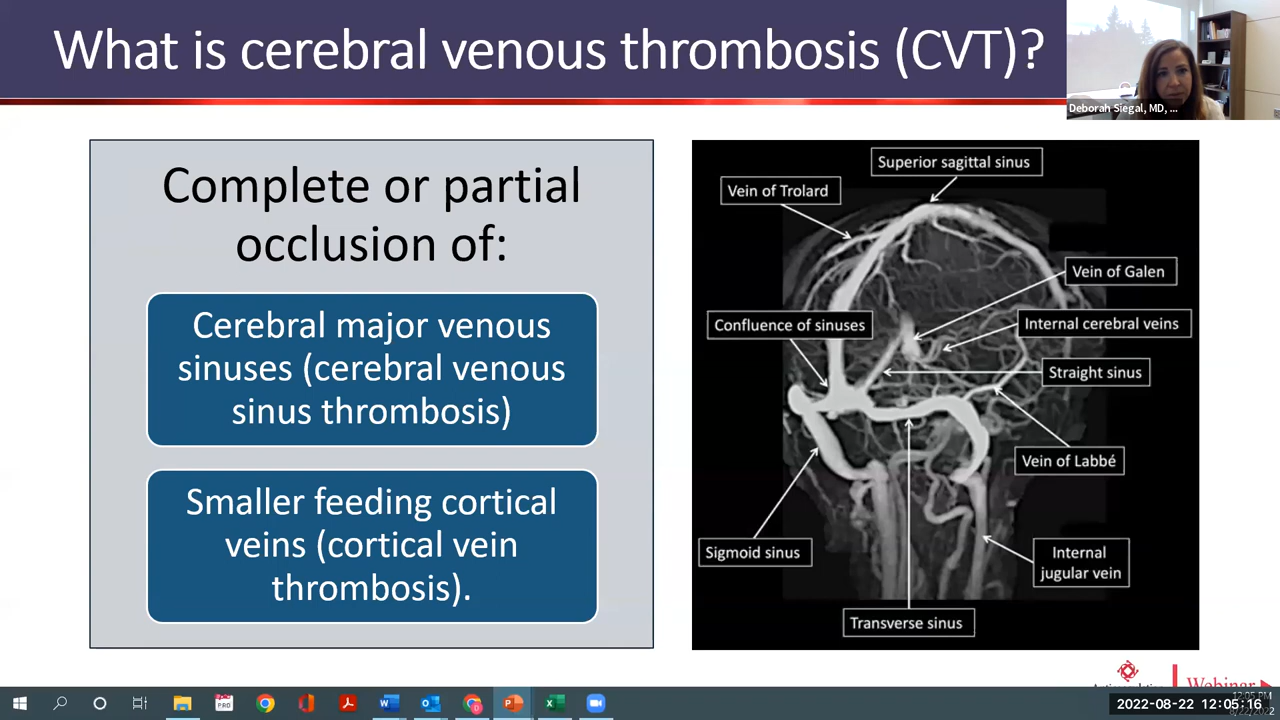 What is cerebral venous thrombosis (CVT)?
Deborah Siegal, MD, ...
Complete or partial
occlusion of:
Cerebral major venous
sinuses (cerebral venous
sinus thrombosis)
Smaller feeding cortical
veins (cortical vein
thrombosis).
Superior sagittal sinus
Vein of Trolard
Vein of Galen
Confluence of sinuses
Internal cerebral veins
Straight sinus
Vein of Labbé
Sigmoid sinus
Internal
jugular vein
Transverse sinus
Webinar
12:05 PM
2022-08-22 12:05:16